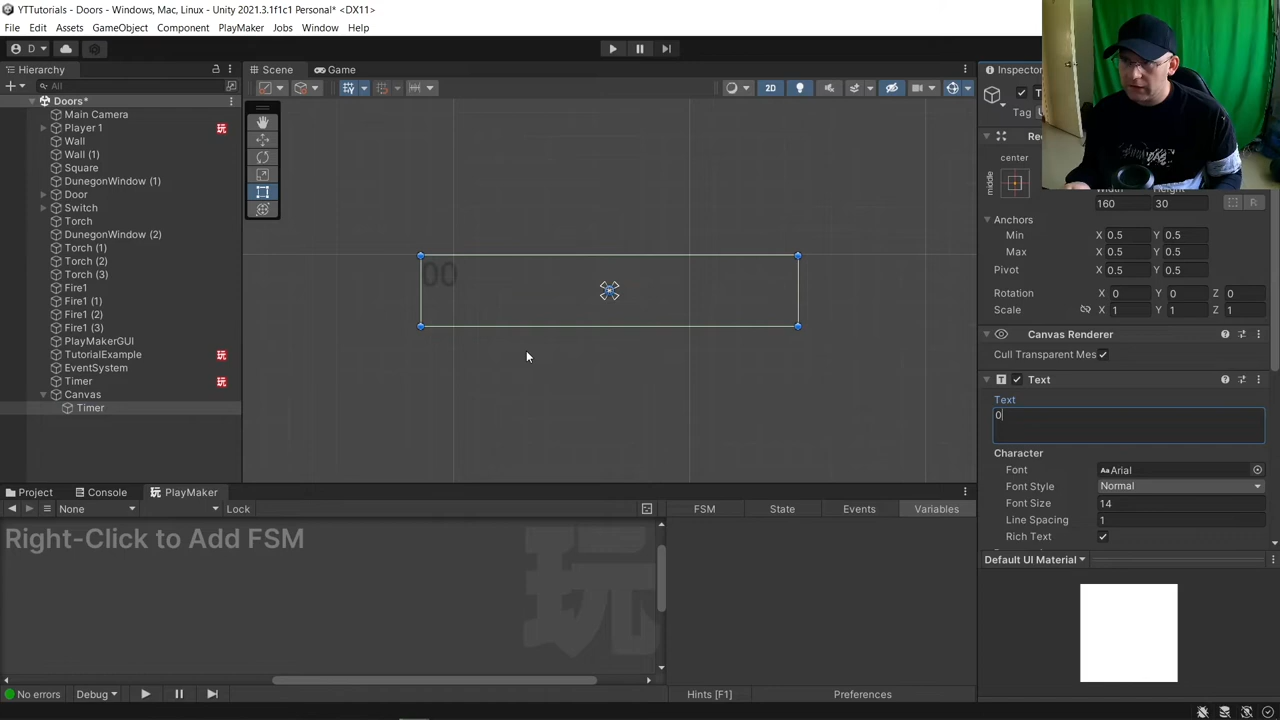 YTTutorials - Doors - Windows, Mac, Linux - Unity 2021.3.1f1c1 Personal* <DX11>
File Edit Assets GameObject Component PlayMaker Jobs Window Help
D
Hierarchy
All
Doors*
Main Camera
Player 1
玩
Wall
Wall (1)
Square
DunegonWindow (1)
Door
Switch
Torch
DunegonWindow (2)
Torch (1)
Torch (2)
Torch (3)
Fire1
Fire1 (1)
Fire1 (2)
Fire1 (3)
PlayMakerGUI
TutorialExample
玩
EventSystem
Timer
玩
Canvas
Timer
Scene Game
2D
00
Inspector
Tag
center
middle
160 30
R
Anchors
Min X 0.5 Y 0.5
Max X 0.5 Y 0.5
Pivot X 0.5 Y 0.5
Rotation X 0 Y 0 Z 0
Scale X 1 Y 1 Z 1
Canvas Renderer
Cull Transparent Mes
Text
Text
0
Character
Font Aa Arial
Font Style Normal
Font Size 14
Line Spacing 1
Rich Text
Default UI Material
Project Console 玩 PlayMaker
None Lock
FSM State Events Variables
Right-Click to Add FSM
玩
No errors Debug
Hints [F1] Preferences